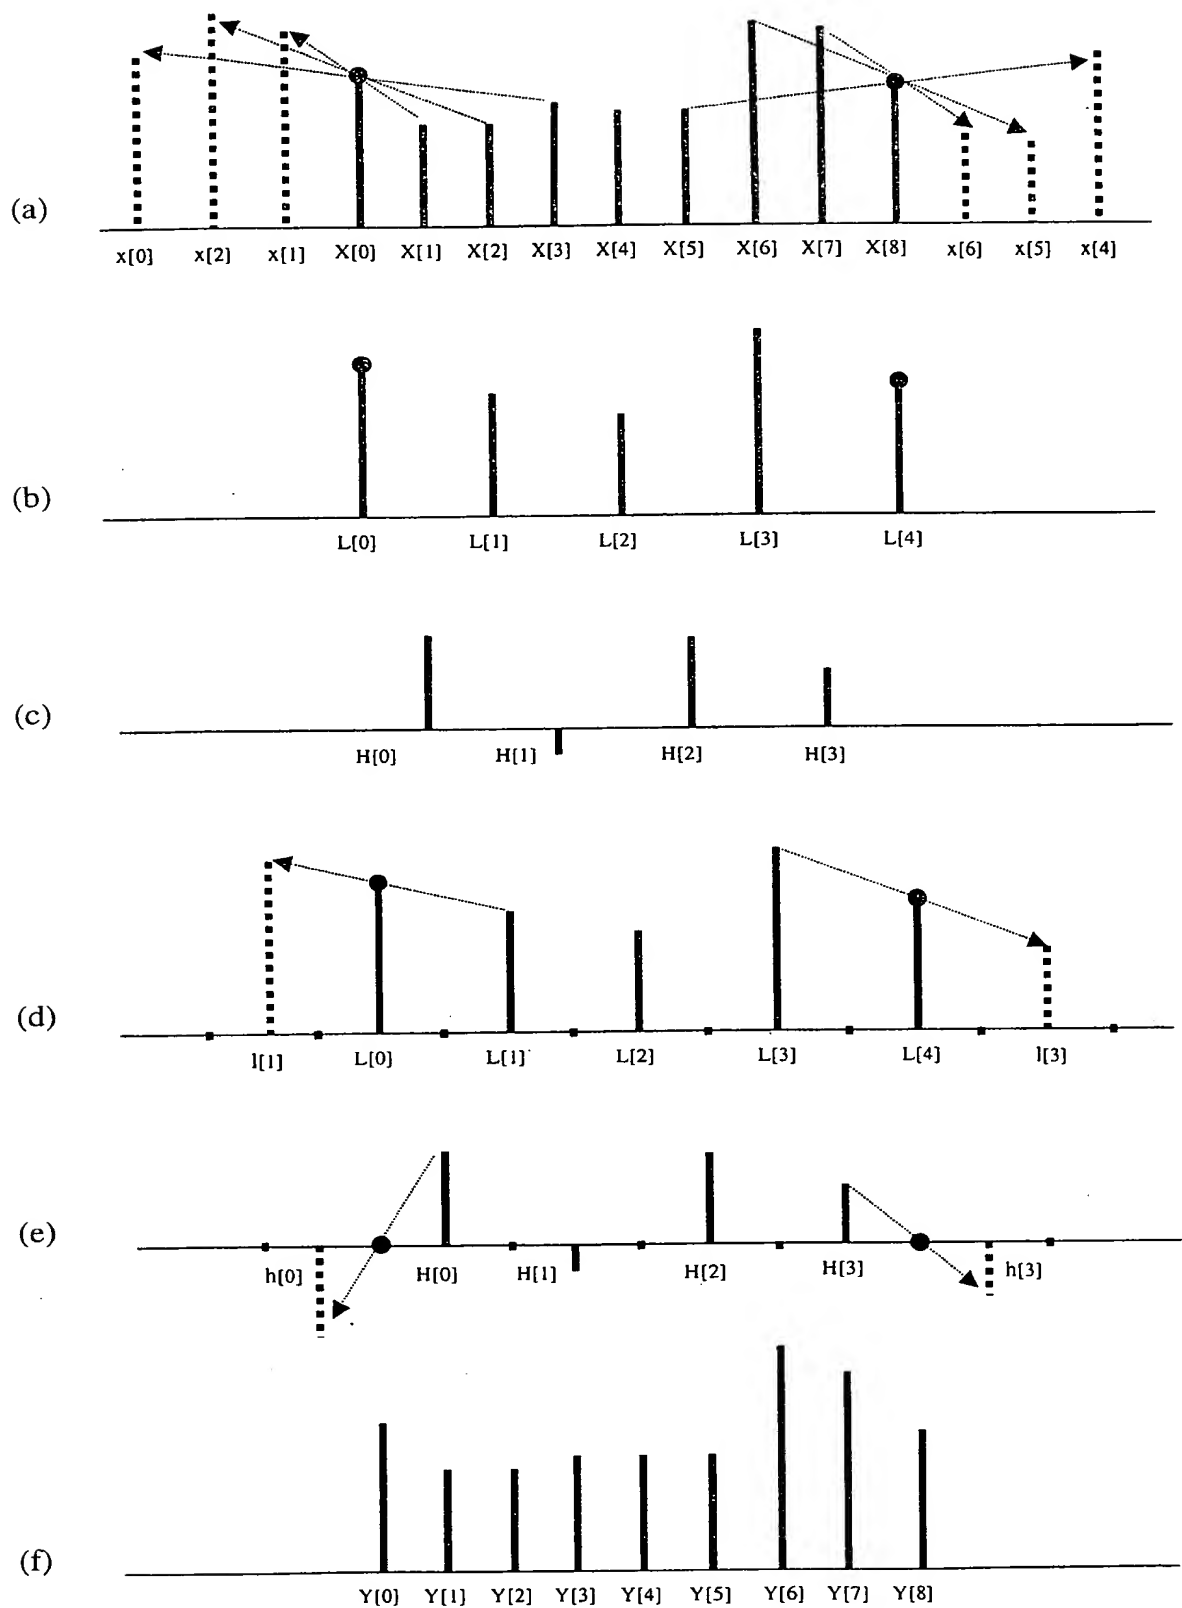 (a)
x[0] x[2] x[1] X[0] X[1] X[2] X[3] X[4] X[5] X[6] X[7] X[8] x[6] x[5] x[4]
(b)
L[0] L[1] L[2] L[3] L[4]
(c)
H[0] H[1] H[2] H[3]
(d)
l[1] L[0] L[1] L[2] L[3] L[4] l[3]
(e)
h[0] H[0] H[1] H[2] H[3] h[3]
(f)
Y[0] Y[1] Y[2] Y[3] Y[4] Y[5] Y[6] Y[7] Y[8]